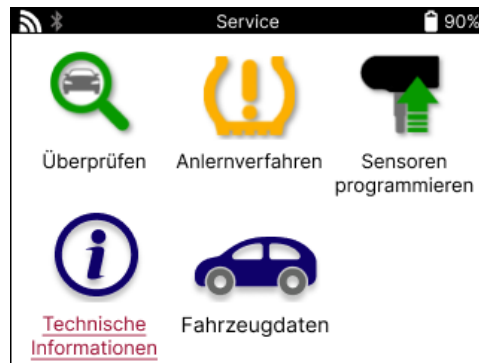 Service 90%
Überprüfen Anlernverfahren Sensoren
programmieren
Technische Fahrzeugdaten
Informationen